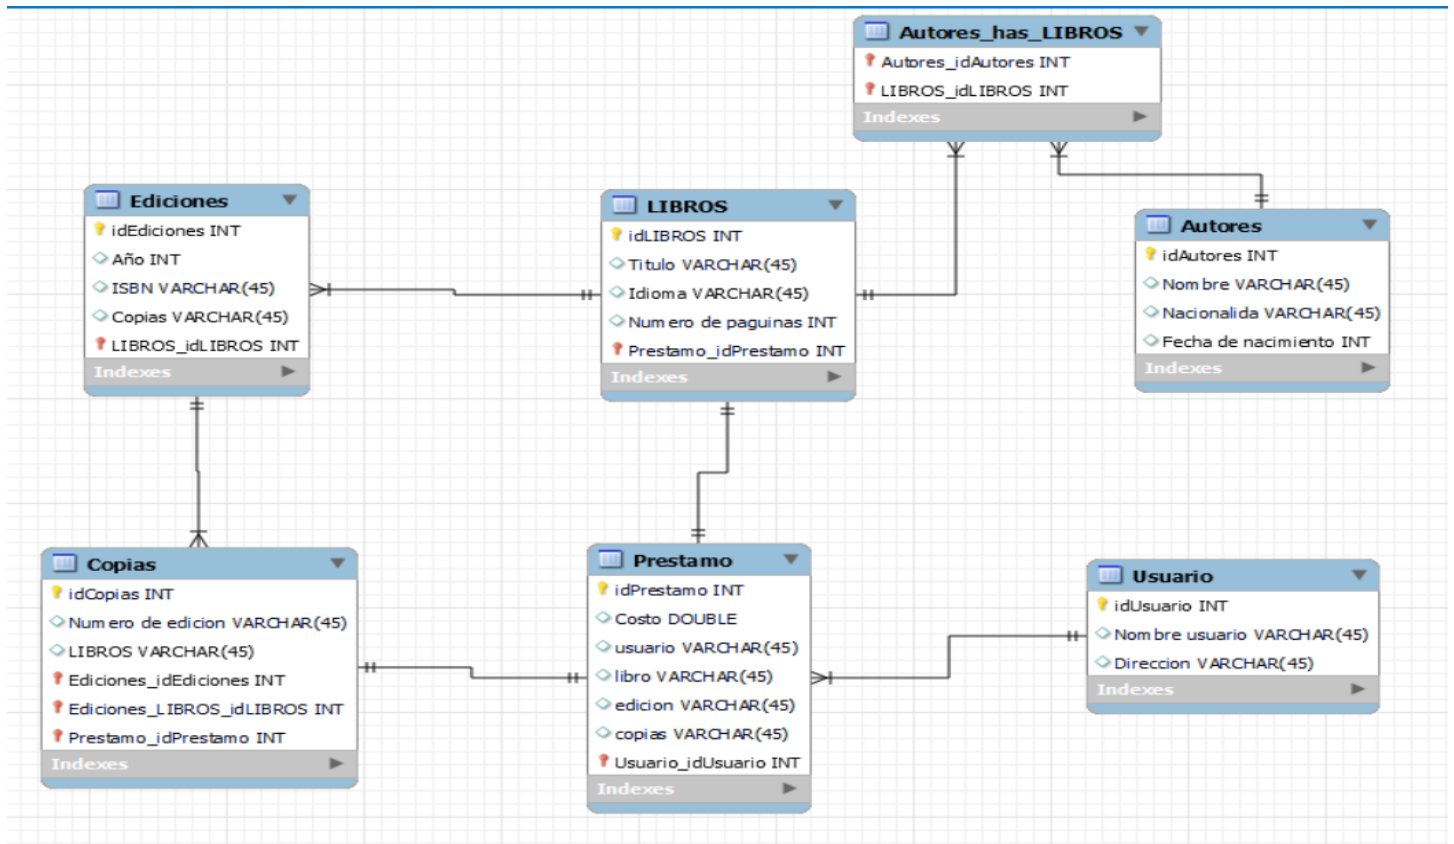 Autores_has_LIBROS
Autores_idAutores INT
LIBROS_idLIBROS INT
Indexes
Ediciones
idEdiciones INT
Año INT
ISBN VARCHAR(45)
Copias VARCHAR(45)
LIBROS_idLIBROS INT
Indexes
LIBROS
idLIBROS INT
Titulo VARCHAR(45)
Idioma VARCHAR(45)
Numero de paguinas INT
Prestamo_idPrestamo INT
Indexes
Autores
idAutores INT
Nombre VARCHAR(45)
Nacionalida VARCHAR(45)
Fecha de nacimiento INT
Indexes
Copias
idCopias INT
Numero de edicion VARCHAR(45)
LIBROS VARCHAR(45)
Ediciones_idEdiciones INT
Ediciones_LIBROS_idLIBROS INT
Prestamo_idPrestamo INT
Indexes
Prestamo
idPrestamo INT
Costo DOUBLE
usuario VARCHAR(45)
libro VARCHAR(45)
edicion VARCHAR(45)
copias VARCHAR(45)
Usuario_idUsuario INT
Indexes
Usuario
idUsuario INT
Nombre usuario VARCHAR(45)
Direccion VARCHAR(45)
Indexes